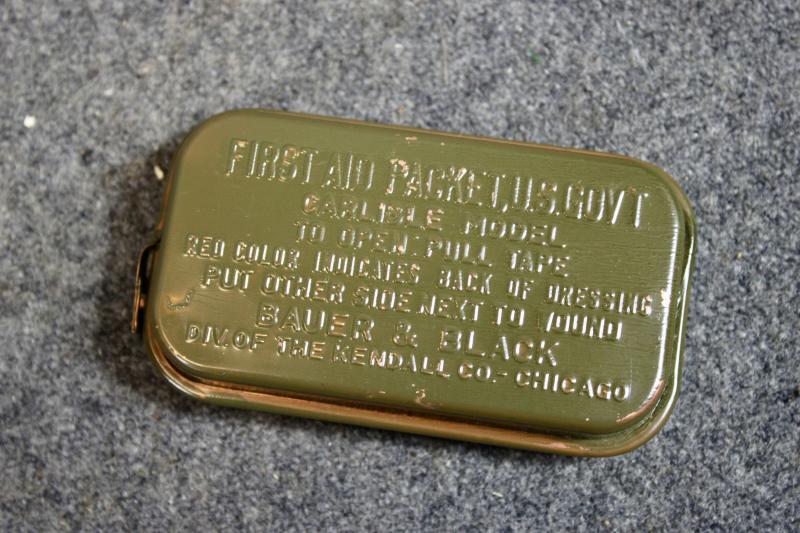 FIRST AID PACKET, U.S. GOV'T
CARLISLE MODEL
TO OPEN: PULL TAPE
RED COLOR INDICATES BACK OF DRESSING
PUT OTHER SIDE NEXT TO WOUND
BAUER & BLACK
DIV. OF THE KENDALL CO. - CHICAGO